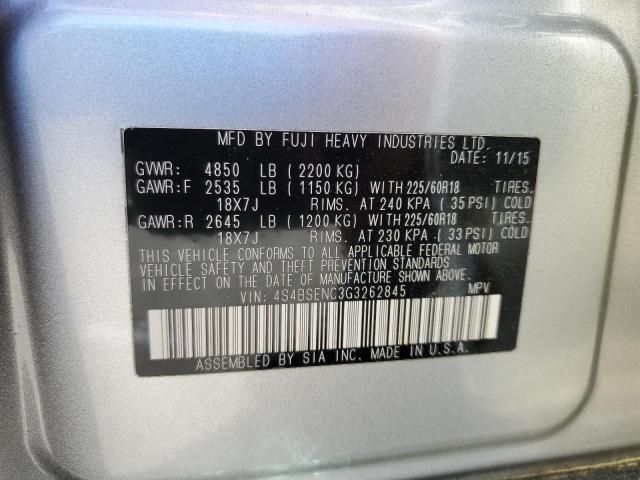 MFD BY FUJI HEAVY INDUSTRIES LTD.
DATE: 11/15
GVWR: 4850 LB (2200 KG)
GAWR:F 2535 LB (1150 KG) WITH 225/60R18 TIRES.
18X7J RIMS. AT 240 KPA (35 PSI) COLD
GAWR:R 2645 LB (1200 KG) WITH 225/60R18 TIRES.
18X7J RIMS. AT 230 KPA (33 PSI) COLD
THIS VEHICLE CONFORMS TO ALL APPLICABLE FEDERAL MOTOR
VEHICLE SAFETY AND THEFT PREVENTION STANDARDS
IN EFFECT ON THE DATE OF MANUFACTURE SHOWN ABOVE.
VIN: 4S4BSENC3G3262845 MPV
ASSEMBLED BY SIA INC. MADE IN U.S.A.